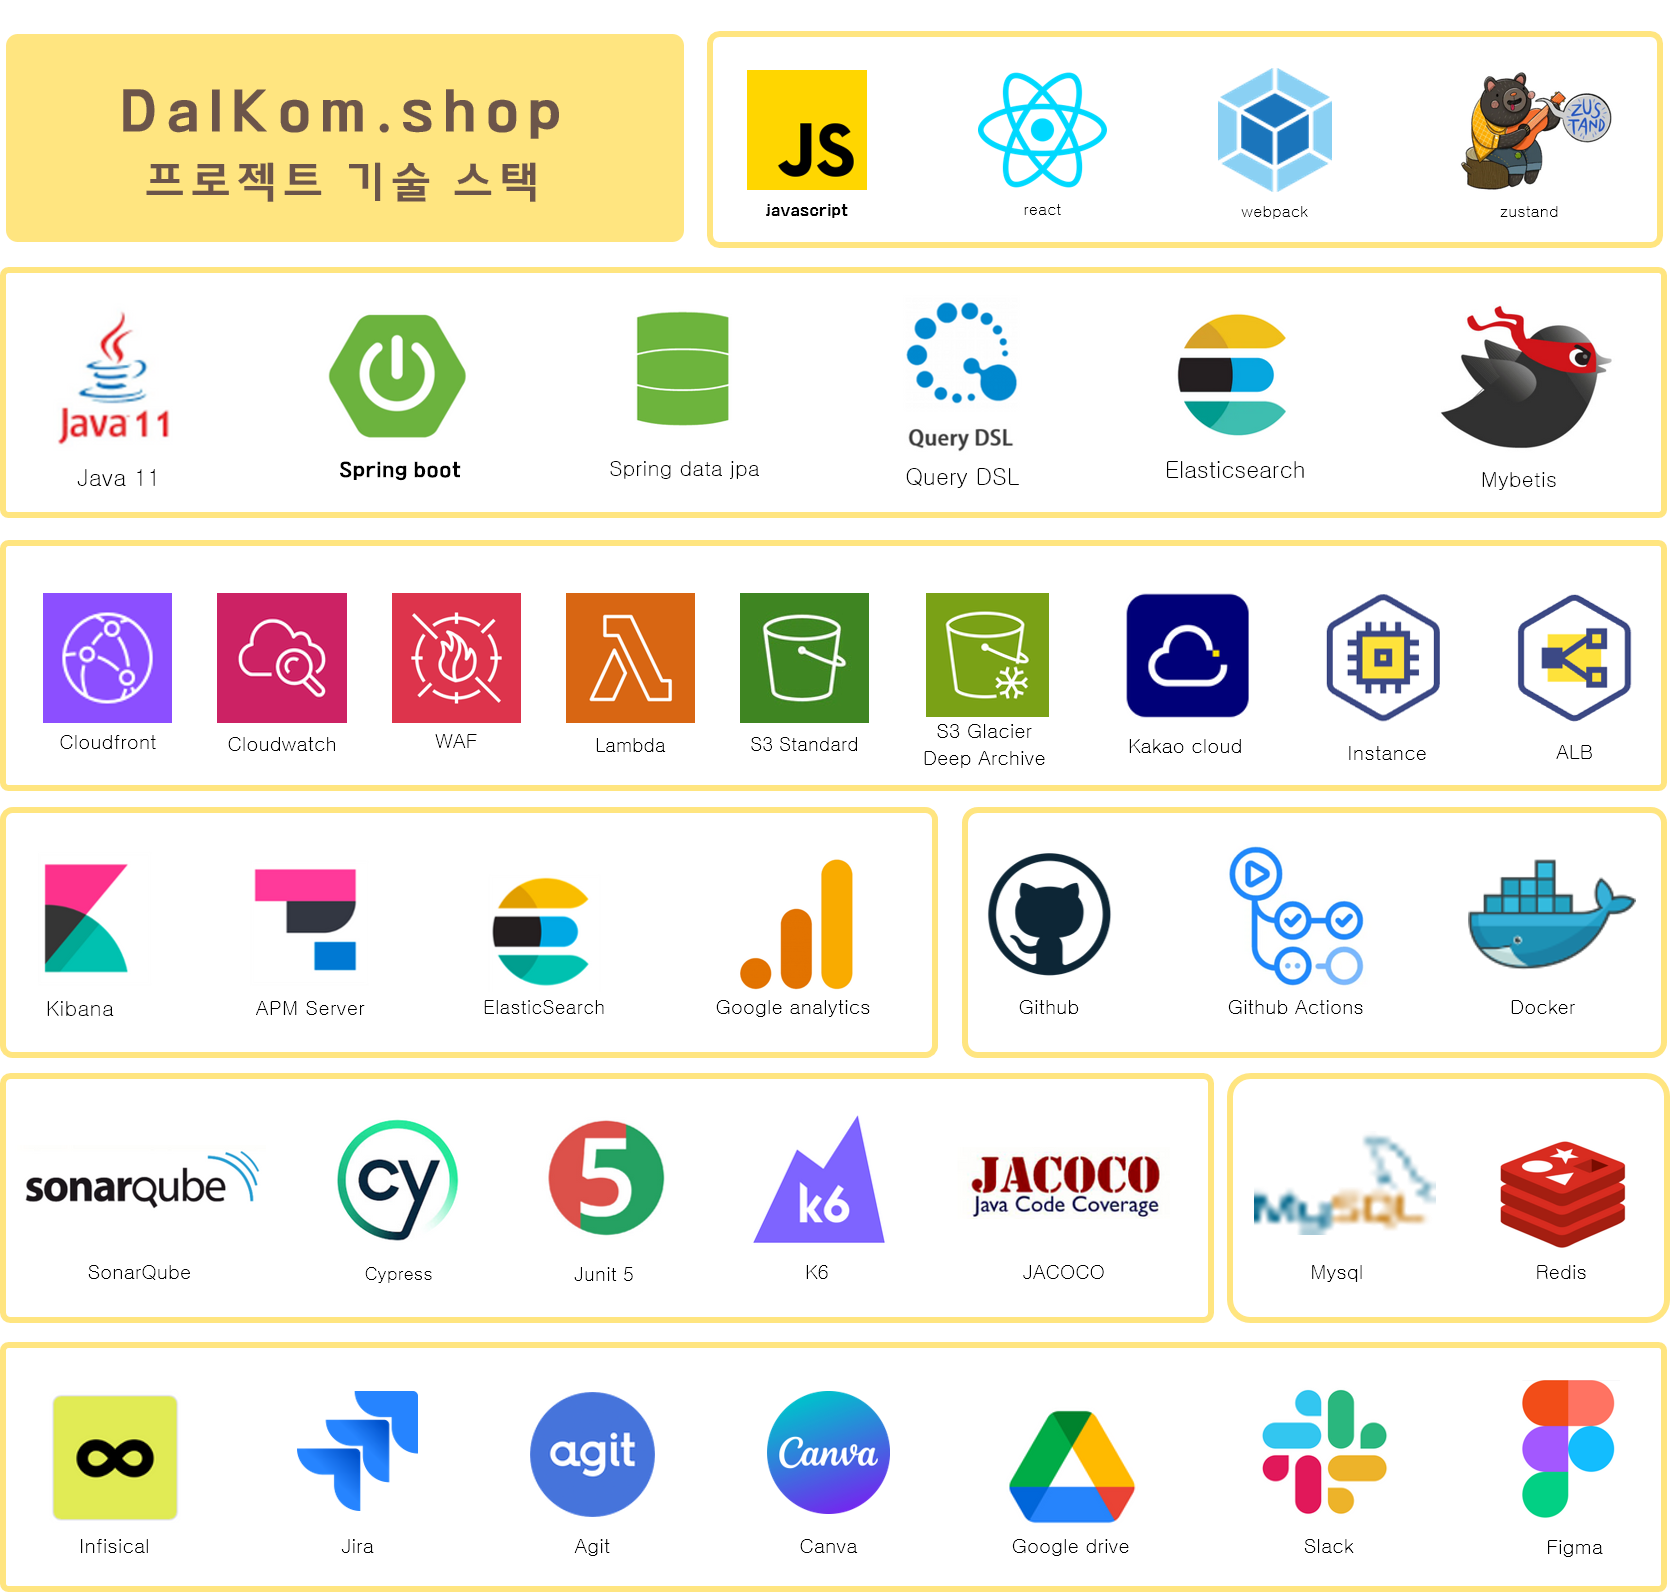 DalKom.shop
프로젝트 기술 스택
JS
ZUS
TAND
javascript
react
webpack
zustand
Java 11
Query DSL
Java 11
Spring boot
Spring data jpa
Query DSL
Elasticsearch
Mybetis
Cloudfront
Cloudwatch
WAF
Lambda
S3 Standard
S3 Glacier
Deep Archive
Kakao cloud
Instance
ALB
Kibana
APM Server
ElasticSearch
Google analytics
Github
Github Actions
Docker
sonarqube
cy
5
k6
JACOCO
Java Code Coverage
SonarQube
Cypress
Junit 5
K6
JACOCO
MySQL
Mysql
Redis
agit
Canva
Infisical
Jira
Agit
Canva
Google drive
Slack
Figma